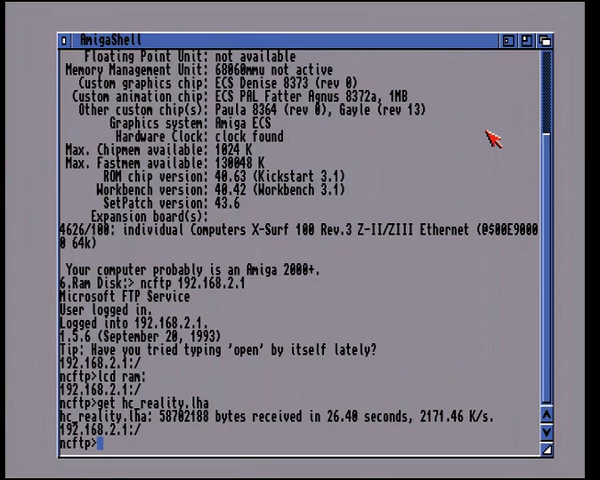 AmigaShell
Floating Point Unit: not available
Memory Management Unit: 68060mmu not active
Custom graphics chip: ECS Denise 8373 (rev 0)
Custom animation chip: ECS PAL Fatter Agnus 8372a, 1MB
Other custom chip(s): Paula 8364 (rev 0), Gayle (rev 13)
Graphics system: Amiga ECS
Hardware Clock: clock found
Max. Chipmem available: 1024 K
Max. Fastmem available: 130048 K
ROM chip version: 40.63 (Kickstart 3.1)
Workbench version: 40.42 (Workbench 3.1)
SetPatch version: 43.6
Expansion board(s):
4626/100: individual Computers X-Surf 100 Rev.3 Z-II/ZIII Ethernet (@$00E9000
0 64k)
Your computer probably is an Amiga 2000+.
6.Ram Disk:> ncftp 192.168.2.1
Microsoft FTP Service
User logged in.
Logged into 192.168.2.1.
1.5.6 (September 20, 1993)
Tip: Have you tried typing 'open' by itself lately?
192.168.2.1:/
ncftp>lcd ram:
192.168.2.1:/
ncftp>get hc_reality.lha
hc_reality.lha: 58702188 bytes received in 26.40 seconds, 2171.46 K/s.
192.168.2.1:/
ncftp>